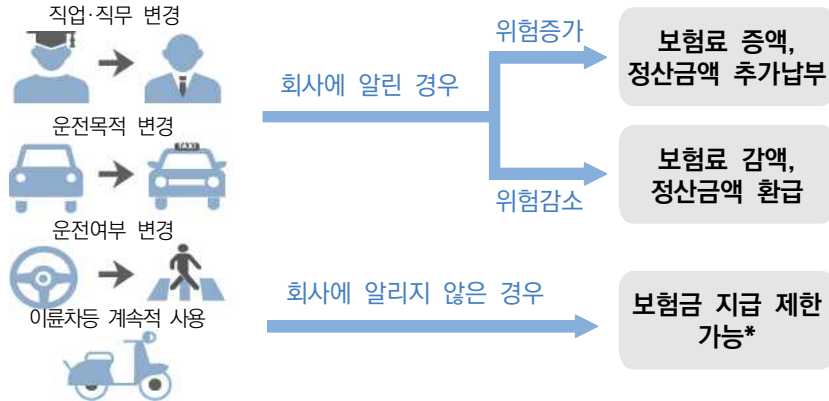 직업·직무 변경
운전목적 변경
TAXI
운전여부 변경
이륜차등 계속적 사용
회사에 알린 경우
위험증가
보험료 증액,
정산금액 추가납부
위험감소
보험료 감액,
정산금액 환급
회사에 알리지 않은 경우
보험금 지급 제한
가능*